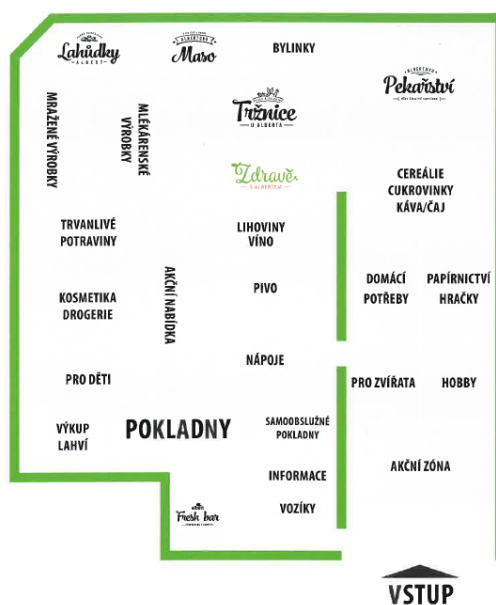 Lahůdky
ALBERT
Maso
BYLINKY
Pekařství
Tržnice
U ALBERTA
MRAŽENÉ VÝROBKY
MLÉKÁRENSKÉ
VÝROBKY
Zdravě
S ALBERTEM
CEREÁLIE
CUKROVINKY
KÁVA/ČAJ
TRVANLIVÉ
POTRAVINY
LIHOVINY
VÍNO
AKČNÍ NABÍDKA
DOMÁCÍ
POTŘEBY
PAPÍRNICTVÍ
HRAČKY
KOSMETIKA
DROGERIE
PIVO
NÁPOJE
PRO DĚTI
PRO ZVÍŘATA
HOBBY
VÝKUP
LAHVÍ
POKLADNY
SAMOOBSLUŽNÉ
POKLADNY
AKČNÍ ZÓNA
INFORMACE
VOZÍKY
Fresh bar
VSTUP